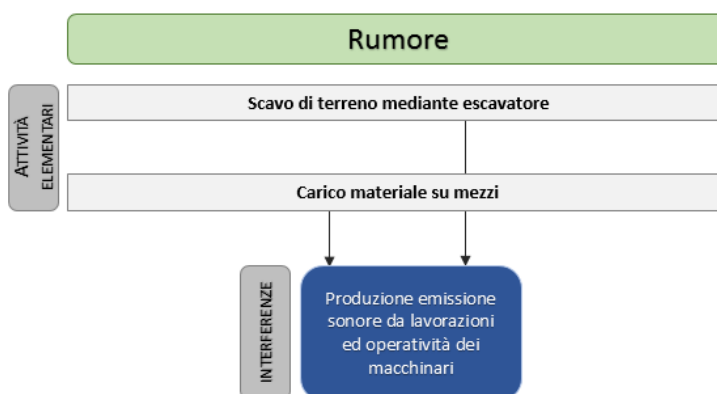 Rumore
ATTIVITÀ
ELEMENTARI
Scavo di terreno mediante escavatore
Carico materiale su mezzi
INTERFERENZE
Produzione emissione
sonore da lavorazioni
ed operatività dei
macchinari